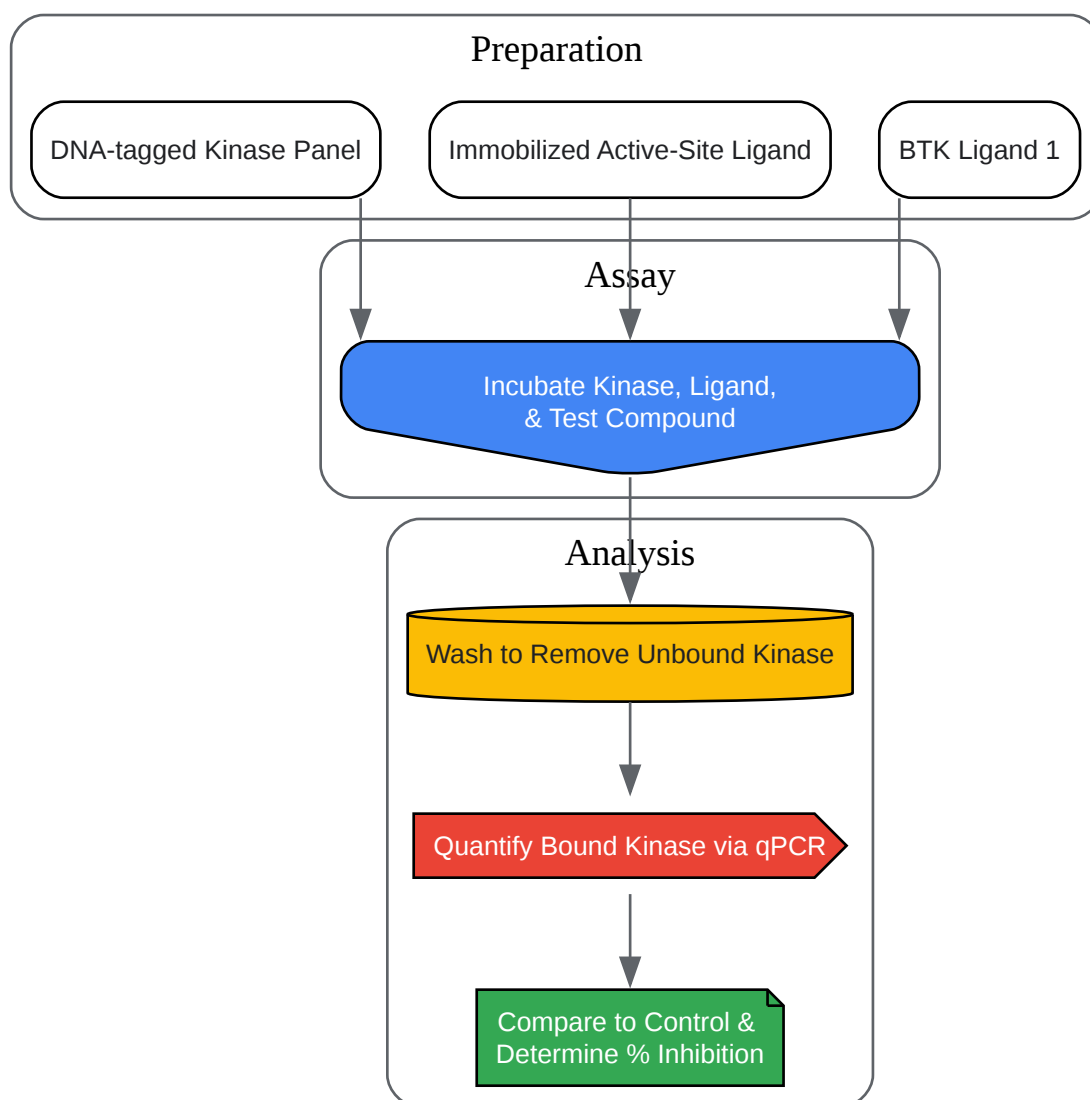 Preparation
DNA-tagged Kinase Panel
Immobilized Active-Site Ligand
BTK Ligand 1
Assay
Incubate Kinase, Ligand,
& Test Compound
Analysis
Wash to Remove Unbound Kinase
Quantify Bound Kinase via qPCR
Compare to Control &
Determine % Inhibition